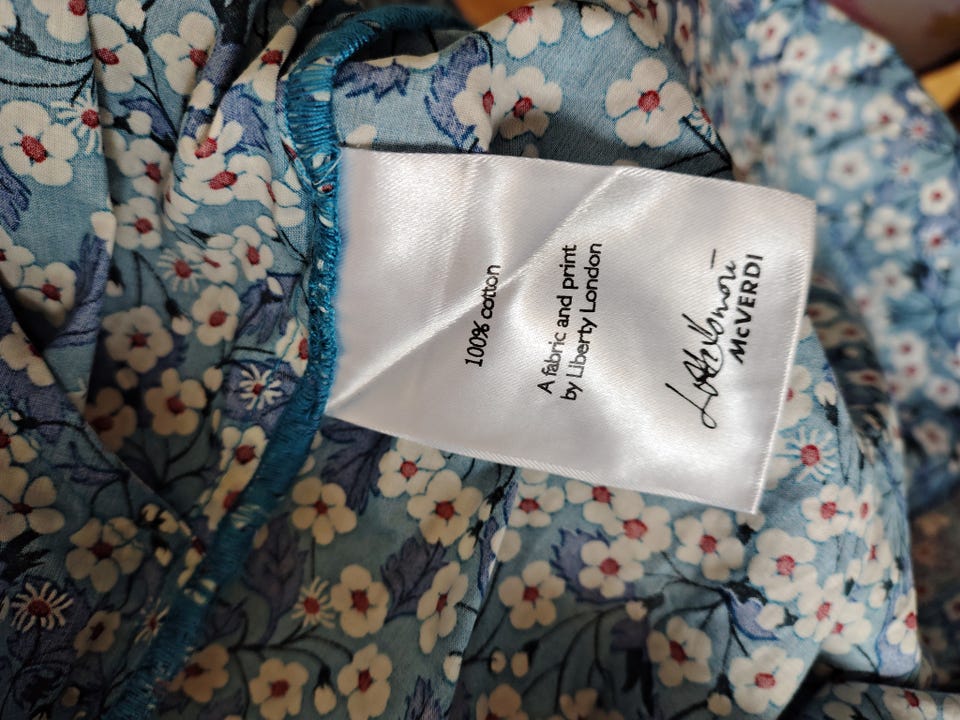 100% cotton
A fabric and print
by Liberty London
McVERDI